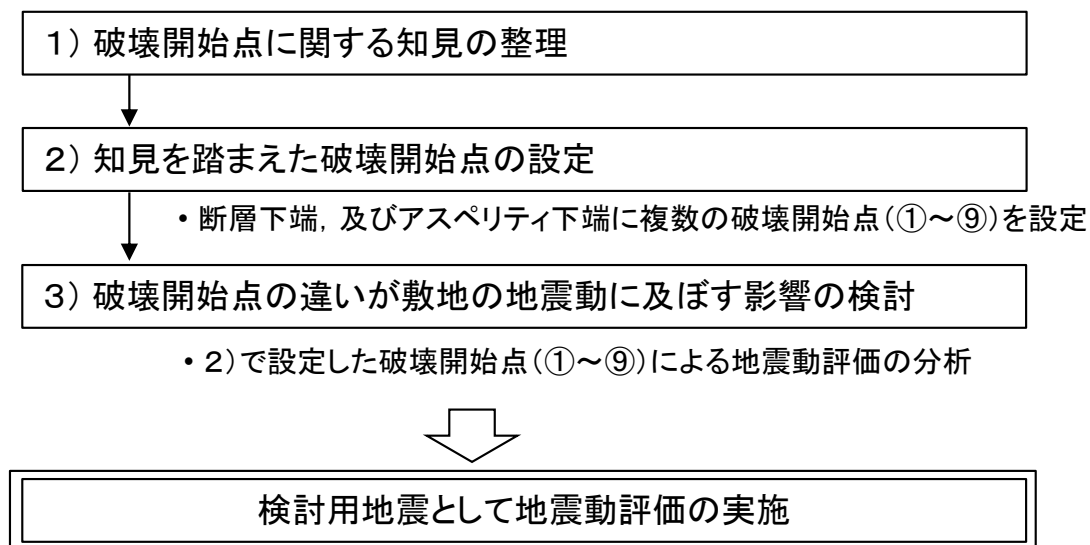 １）破壊開始点に関する知見の整理
２）知見を踏まえた破壊開始点の設定
・断層下端，及びアスペリティ下端に複数の破壊開始点（①～⑨）を設定
３）破壊開始点の違いが敷地の地震動に及ぼす影響の検討
・２）で設定した破壊開始点（①～⑨）による地震動評価の分析
検討用地震として地震動評価の実施